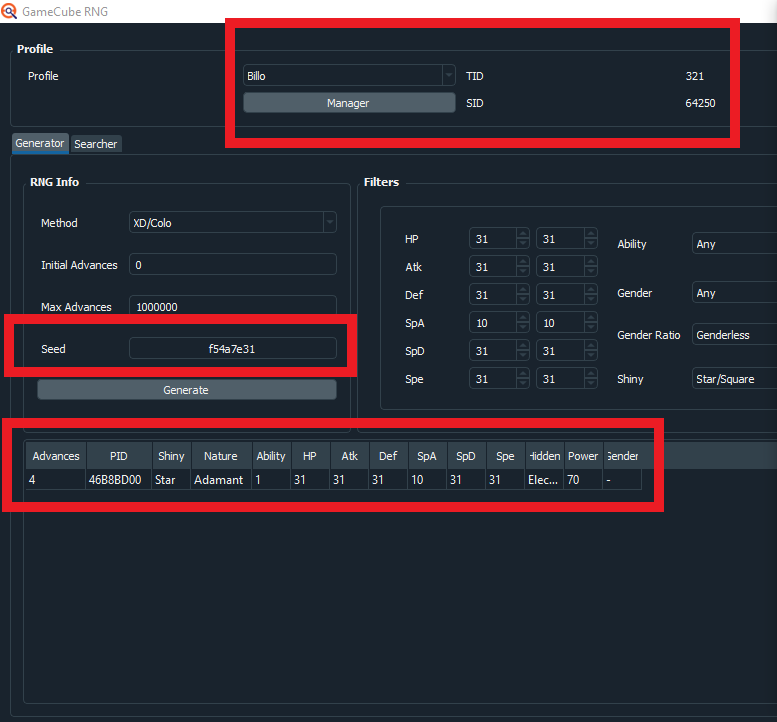 GameCube RNG
Profile
Profile Billo TID 321
Manager SID 64250
Generator Searcher
RNG Info Filters
Method XD/Colo
Initial Advances 0
Max Advances 1000000
Seed f54a7e31
Generate
HP 31 31 Ability Any
Atk 31 31
Def 31 31 Gender Any
SpA 10 10 Gender Ratio Genderless
SpD 31 31
Spe 31 31 Shiny Star/Square
Advances PID Shiny Nature Ability HP Atk Def SpA SpD Spe Hidden Power Gender
4 46B8BD00 Star Adamant 1 31 31 31 10 31 31 Elec... 70 -